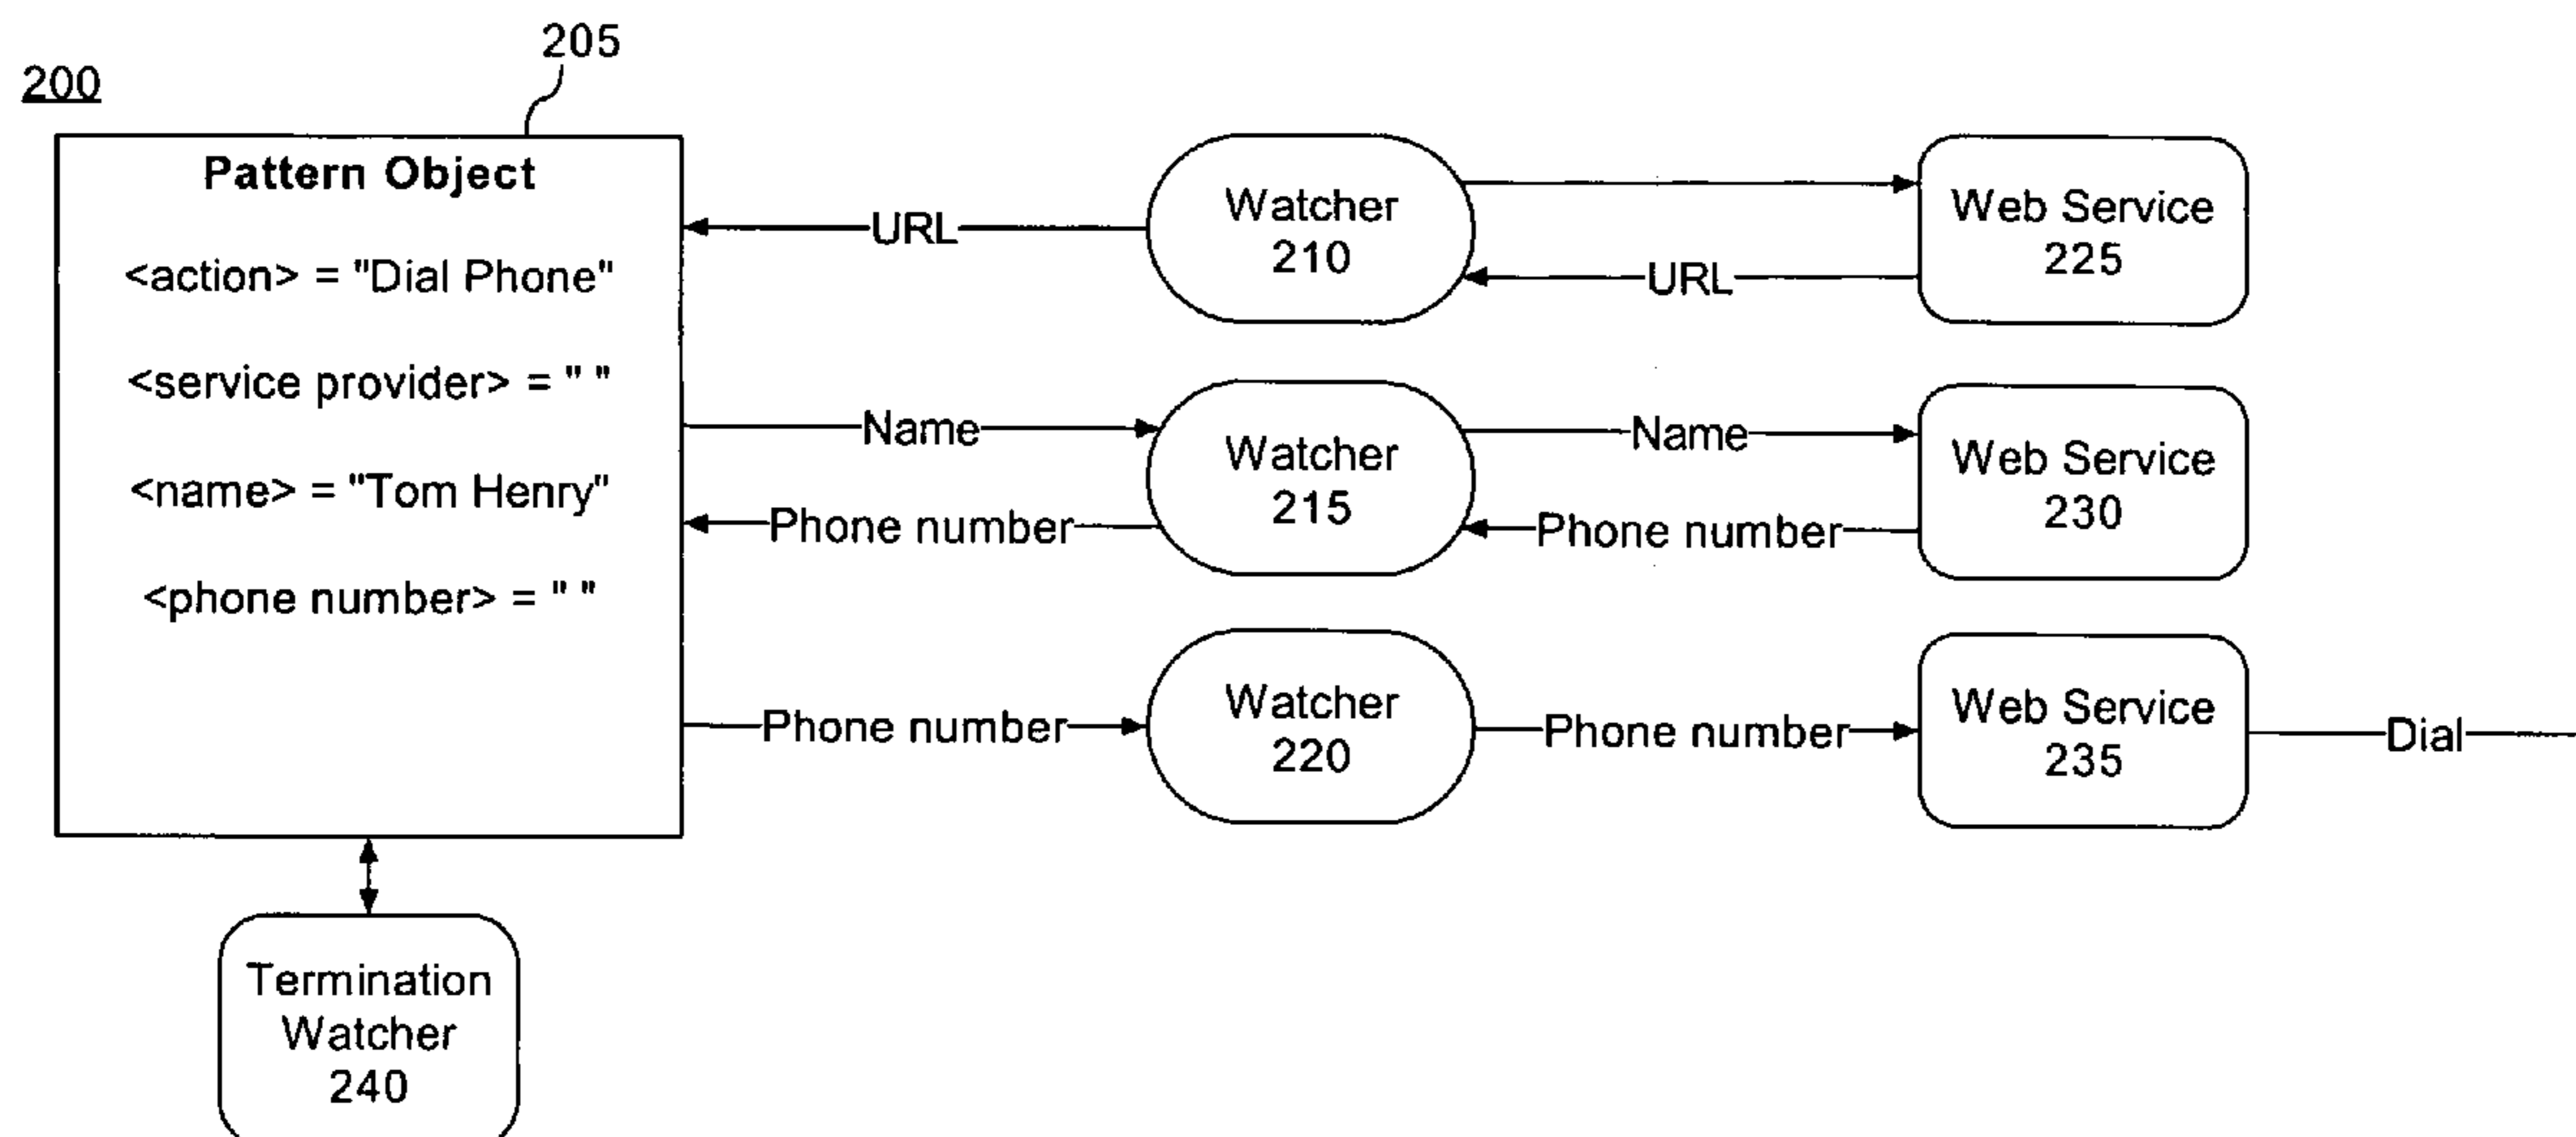 200
205
Pattern Object
<action> = "Dial Phone"
<service provider> = " "
<name> = "Tom Henry"
<phone number> = " "
URL
Watcher
210
URL
Web Service
225
Name
Phone number
Watcher
215
Name
Phone number
Web Service
230
Phone number
Watcher
220
Phone number
Web Service
235
Dial
Termination
Watcher
240